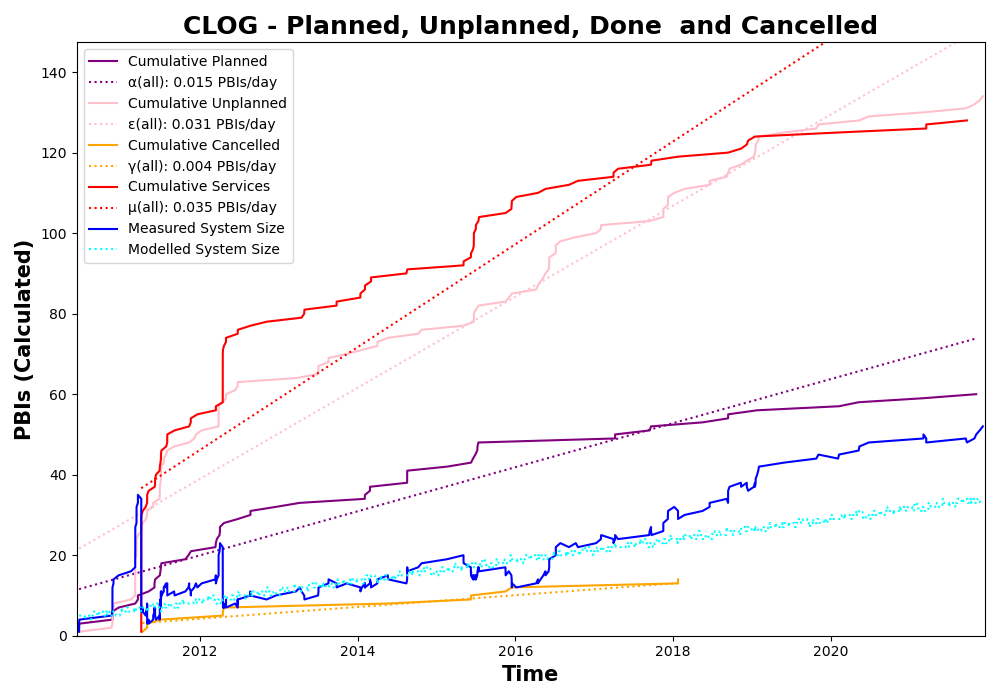 CLOG - Planned, Unplanned, Done  and Cancelled
Cumulative Planned
α(all): 0.015 PBIs/day
Cumulative Unplanned
ε(all): 0.031 PBIs/day
Cumulative Cancelled
γ(all): 0.004 PBIs/day
Cumulative Services
μ(all): 0.035 PBIs/day
Measured System Size
Modelled System Size
PBIs (Calculated)
140
120
100
80
60
40
20
0
2012 2014 2016 2018 2020
Time